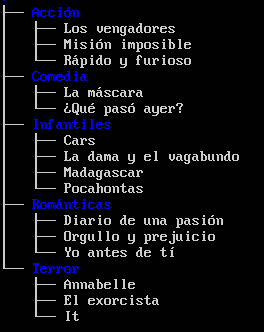 Acción
Los vengadores
Misión imposible
Rápido y furioso
Comedia
La máscara
¿Qué pasó ayer?
Infantiles
Cars
La dama y el vagabundo
Madagascar
Pocahontas
Románticas
Diario de una pasión
Orgullo y prejuicio
Yo antes de tí
Terror
Annabelle
El exorcista
It